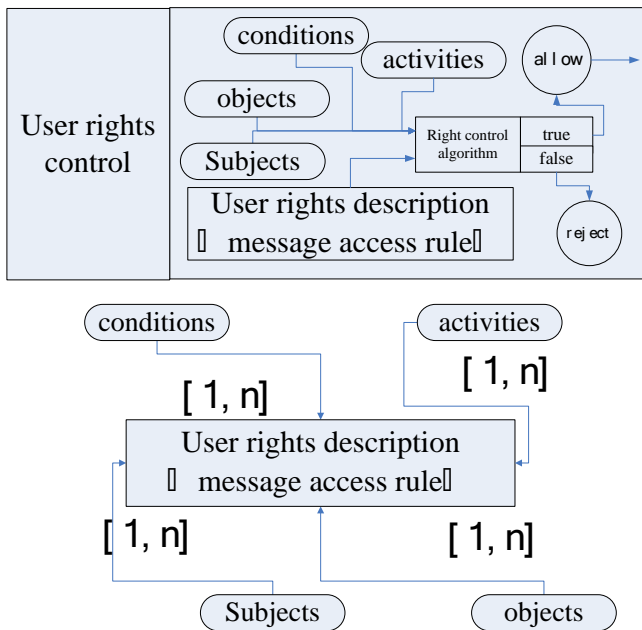 User rights
control
conditions
activities
objects
Subjects
Right control
algorithm
true
false
allow
reject
User rights description
▯ message access rule▯
conditions
activities
[1, n]
[1, n]
User rights description
▯ message access rule▯
[1, n]
[1, n]
Subjects
objects